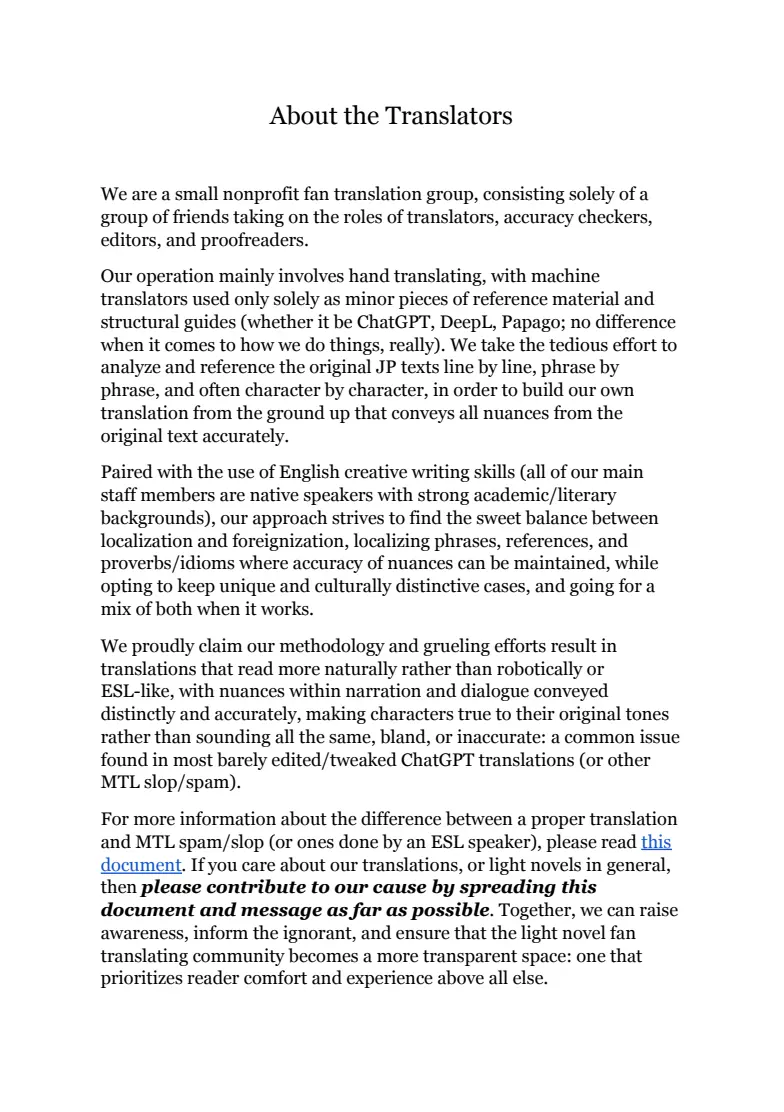 About the Translators
We are a small nonprofit fan translation group, consisting solely of a
group of friends taking on the roles of translators, accuracy checkers,
editors, and proofreaders.
Our operation mainly involves hand translating, with machine
translators used only solely as minor pieces of reference material and
structural guides (whether it be ChatGPT, DeepL, Papago; no difference
when it comes to how we do things, really). We take the tedious effort to
analyze and reference the original JP texts line by line, phrase by
phrase, and often character by character, in order to build our own
translation from the ground up that conveys all nuances from the
original text accurately.
Paired with the use of English creative writing skills (all of our main
staff members are native speakers with strong academic/literary
backgrounds), our approach strives to find the sweet balance between
localization and foreignization, localizing phrases, references, and
proverbs/idioms where accuracy of nuances can be maintained, while
opting to keep unique and culturally distinctive cases, and going for a
mix of both when it works.
We proudly claim our methodology and grueling efforts result in
translations that read more naturally rather than robotically or
ESL-like, with nuances within narration and dialogue conveyed
distinctly and accurately, making characters true to their original tones
rather than sounding all the same, bland, or inaccurate: a common issue
found in most barely edited/tweaked ChatGPT translations (or other
MTL slop/spam).
For more information about the difference between a proper translation
and MTL spam/slop (or ones done by an ESL speaker), please read this
document. If you care about our translations, or light novels in general,
then please contribute to our cause by spreading this
document and message as far as possible. Together, we can raise
awareness, inform the ignorant, and ensure that the light novel fan
translating community becomes a more transparent space: one that
prioritizes reader comfort and experience above all else.